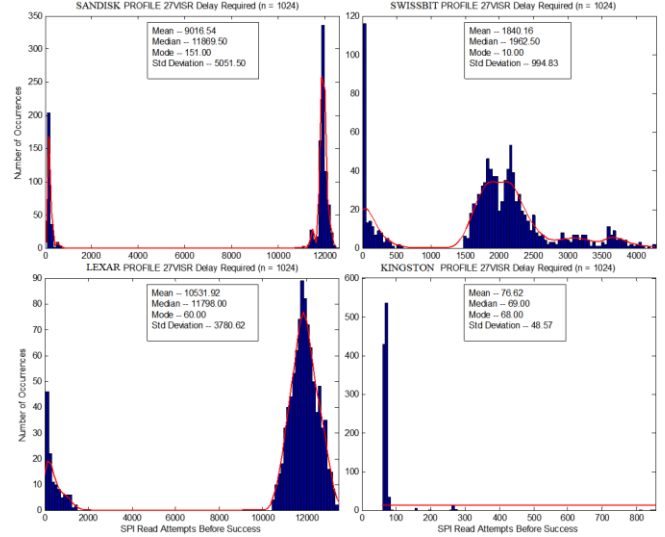 SANDISK PROFILE 27VISR Delay Required (n = 1024)
350
300
250
200
150
100
50
0
Number of Occurrences
Mean -- 9016.54
Median -- 11869.50
Mode -- 151.00
Std Deviation -- 5051.50
2000 4000 6000 8000 10000 12000
SWISSBIT PROFILE 27VISR Delay Required (n = 1024)
120
100
80
60
40
20
0
Mean -- 1840.16
Median -- 1962.50
Mode -- 10.00
Std Deviation -- 994.83
0 500 1000 1500 2000 2500 3000 3500 4000
LEXAR PROFILE 27VISR Delay Required (n = 1024)
90
80
70
60
50
40
30
20
10
0
Number of Occurrences
Mean -- 10531.92
Median -- 11798.00
Mode -- 60.00
Std Deviation -- 3780.62
0 2000 4000 6000 8000 10000 12000
SPI Read Attempts Before Success
KINGSTON PROFILE 27VISR Delay Required (n = 1024)
600
500
400
300
200
100
0
Mean -- 76.62
Median -- 69.00
Mode -- 68.00
Std Deviation -- 48.57
0 100 200 300 400 500 600 700 800
SPI Read Attempts Before Success